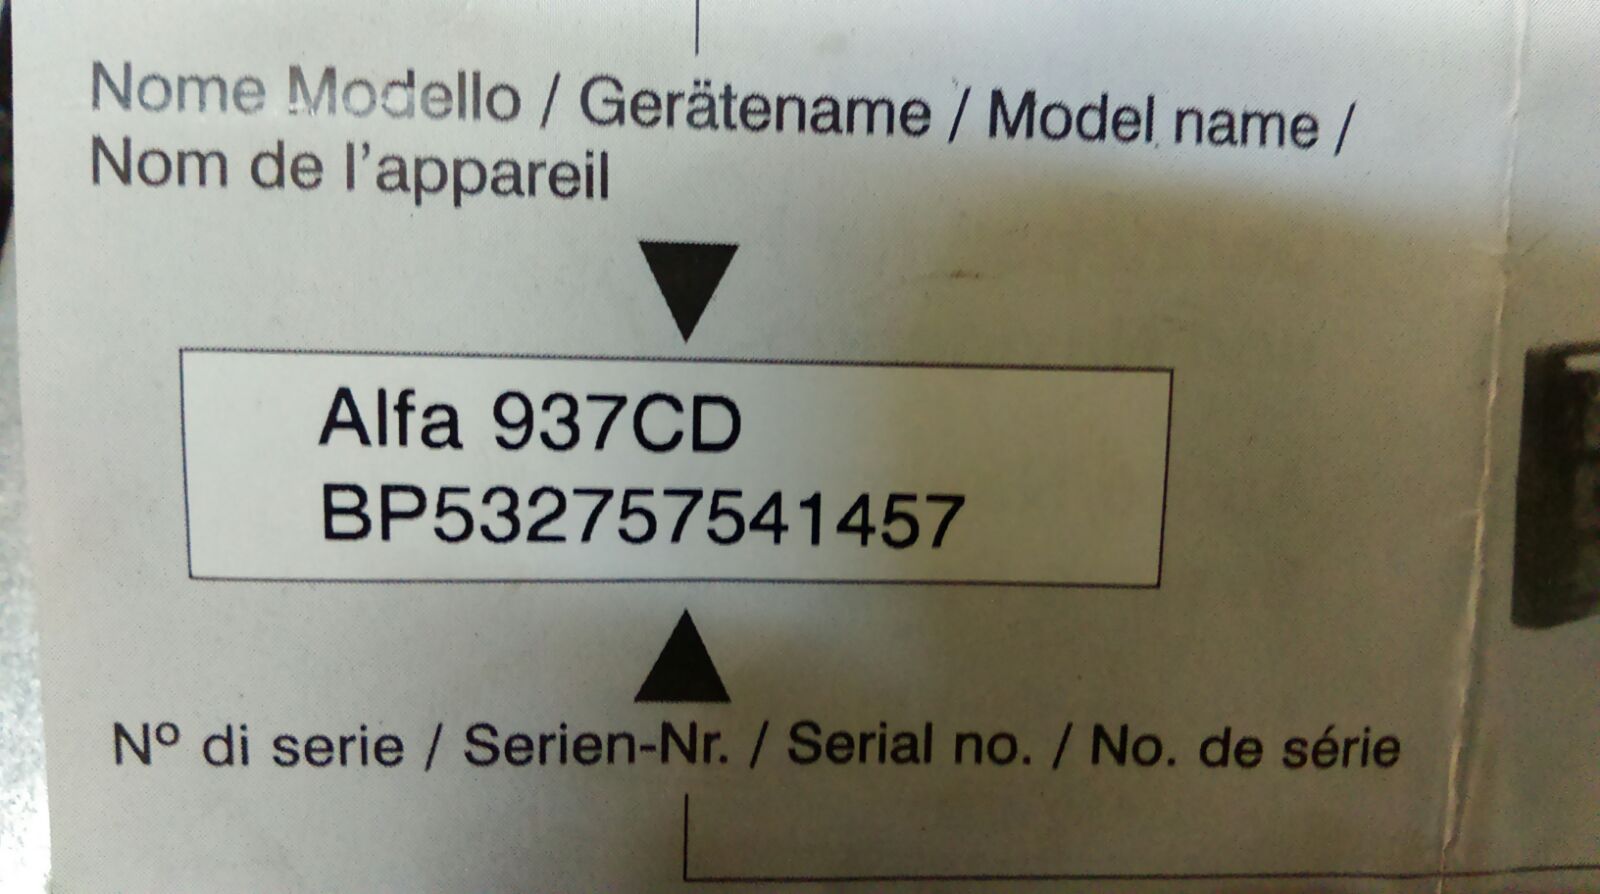 Nome Modello / Gerätename / Model name /
Nom de l'appareil
Alfa 937CD
BP532757541457
Nº di serie / Serien-Nr. / Serial no. / No. de série